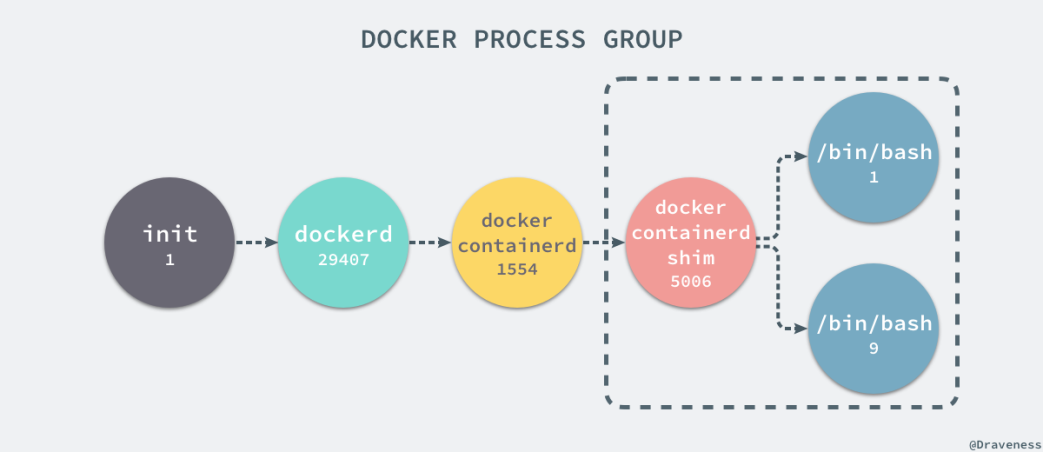 DOCKER PROCESS GROUP
init
1
dockerd
29407
docker
containerd
1554
docker
containerd
shim
5006
/bin/bash
1
/bin/bash
9
@Draveness